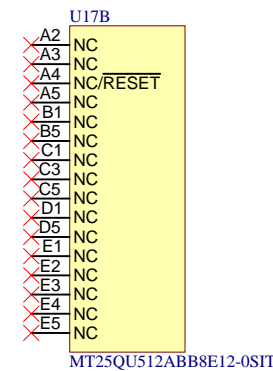 U17B
A2 NC
A3 NC
A4 NC/RESET
A5 NC
B1 NC
B5 NC
C1 NC
C3 NC
C5 NC
D1 NC
D5 NC
E1 NC
E2 NC
E3 NC
E4 NC
E5 NC
MT25QU512ABB8E12-0SIT